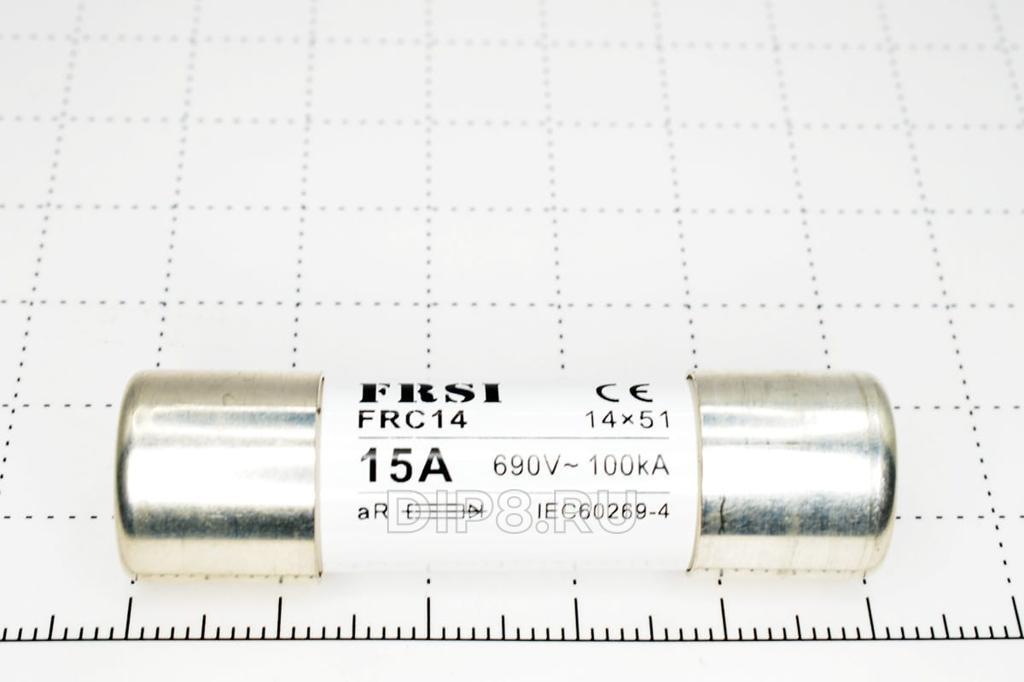 FRSI CE
FRC14 14×51
15A 690V~ 100kA
aR IEC60269-4
DIP8.RU